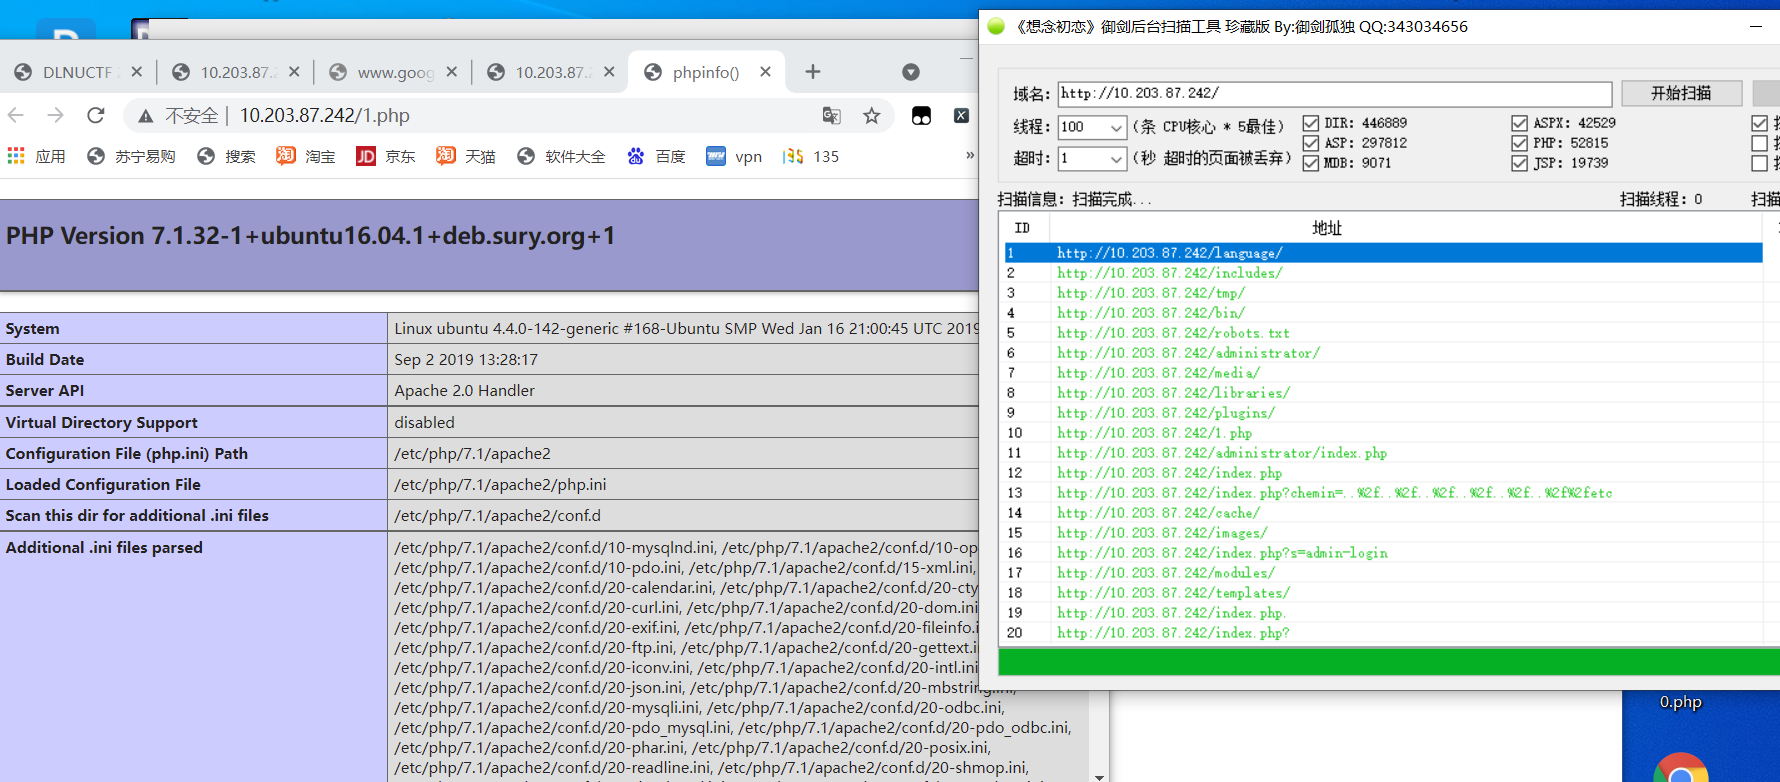 DLNUCTF
10.203.87.2
www.goog
10.203.87.
phpinfo()
不安全 | 10.203.87.242/1.php
应用 苏宁易购 搜索 淘宝 JD 京东 天猫 软件大全 百度 vpn 135 »
PHP Version 7.1.32-1+ubuntu16.04.1+deb.sury.org+1
System Linux ubuntu 4.4.0-142-generic #168-Ubuntu SMP Wed Jan 16 21:00:45 UTC 2019
Build Date Sep 2 2019 13:28:17
Server API Apache 2.0 Handler
Virtual Directory Support disabled
Configuration File (php.ini) Path /etc/php/7.1/apache2
Loaded Configuration File /etc/php/7.1/apache2/php.ini
Scan this dir for additional .ini files /etc/php/7.1/apache2/conf.d
Additional .ini files parsed /etc/php/7.1/apache2/conf.d/10-mysqlnd.ini, /etc/php/7.1/apache2/conf.d/10-op
/etc/php/7.1/apache2/conf.d/10-pdo.ini, /etc/php/7.1/apache2/conf.d/15-xml.ini,
/etc/php/7.1/apache2/conf.d/20-calendar.ini, /etc/php/7.1/apache2/conf.d/20-cty
/etc/php/7.1/apache2/conf.d/20-curl.ini, /etc/php/7.1/apache2/conf.d/20-dom.ini
/etc/php/7.1/apache2/conf.d/20-exif.ini, /etc/php/7.1/apache2/conf.d/20-fileinfo.i
/etc/php/7.1/apache2/conf.d/20-ftp.ini, /etc/php/7.1/apache2/conf.d/20-gettext.i
/etc/php/7.1/apache2/conf.d/20-iconv.ini, /etc/php/7.1/apache2/conf.d/20-intl.ini
/etc/php/7.1/apache2/conf.d/20-json.ini, /etc/php/7.1/apache2/conf.d/20-mbstring.ini,
/etc/php/7.1/apache2/conf.d/20-mysqli.ini, /etc/php/7.1/apache2/conf.d/20-odbc.ini,
/etc/php/7.1/apache2/conf.d/20-pdo_mysql.ini, /etc/php/7.1/apache2/conf.d/20-pdo_odbc.ini,
/etc/php/7.1/apache2/conf.d/20-phar.ini, /etc/php/7.1/apache2/conf.d/20-posix.ini,
/etc/php/7.1/apache2/conf.d/20-readline.ini, /etc/php/7.1/apache2/conf.d/20-shmop.ini,
《想念初恋》御剑后台扫描工具 珍藏版 By:御剑孤独 QQ:343034656
域名: http://10.203.87.242/ 开始扫描
线程: 100 (条 CPU核心 * 5最佳) DIR: 446889 ASPX: 42529
ASP: 297812 PHP: 52815
超时: 1 (秒 超时的页面被丢弃) MDB: 9071 JSP: 19739
扫描信息: 扫描完成... 扫描线程: 0 扫描
ID 地址
1 http://10.203.87.242/language/
2 http://10.203.87.242/includes/
3 http://10.203.87.242/tmp/
4 http://10.203.87.242/bin/
5 http://10.203.87.242/robots.txt
6 http://10.203.87.242/administrator/
7 http://10.203.87.242/media/
8 http://10.203.87.242/libraries/
9 http://10.203.87.242/plugins/
10 http://10.203.87.242/1.php
11 http://10.203.87.242/administrator/index.php
12 http://10.203.87.242/index.php
13 http://10.203.87.242/index.php?chemin=..%2f..%2f..%2f..%2f..%2f..%2f%2fetc
14 http://10.203.87.242/cache/
15 http://10.203.87.242/images/
16 http://10.203.87.242/index.php?s=admin-login
17 http://10.203.87.242/modules/
18 http://10.203.87.242/templates/
19 http://10.203.87.242/index.php.
20 http://10.203.87.242/index.php?
0.php